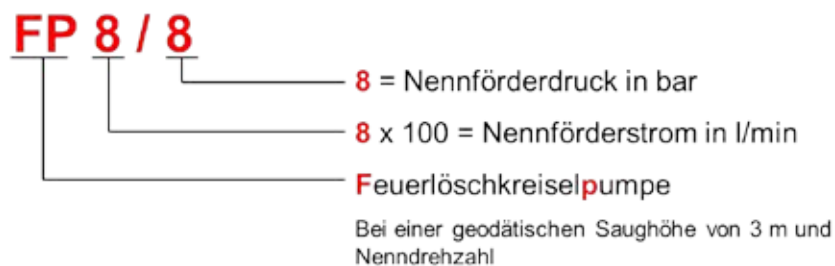 FP 8 / 8
8 = Nennförderdruck in bar
8 x 100 = Nennförderstrom in l/min
Feuerlöschkreiselpumpe
Bei einer geodätischen Saughöhe von 3 m und
Nenndrehzahl